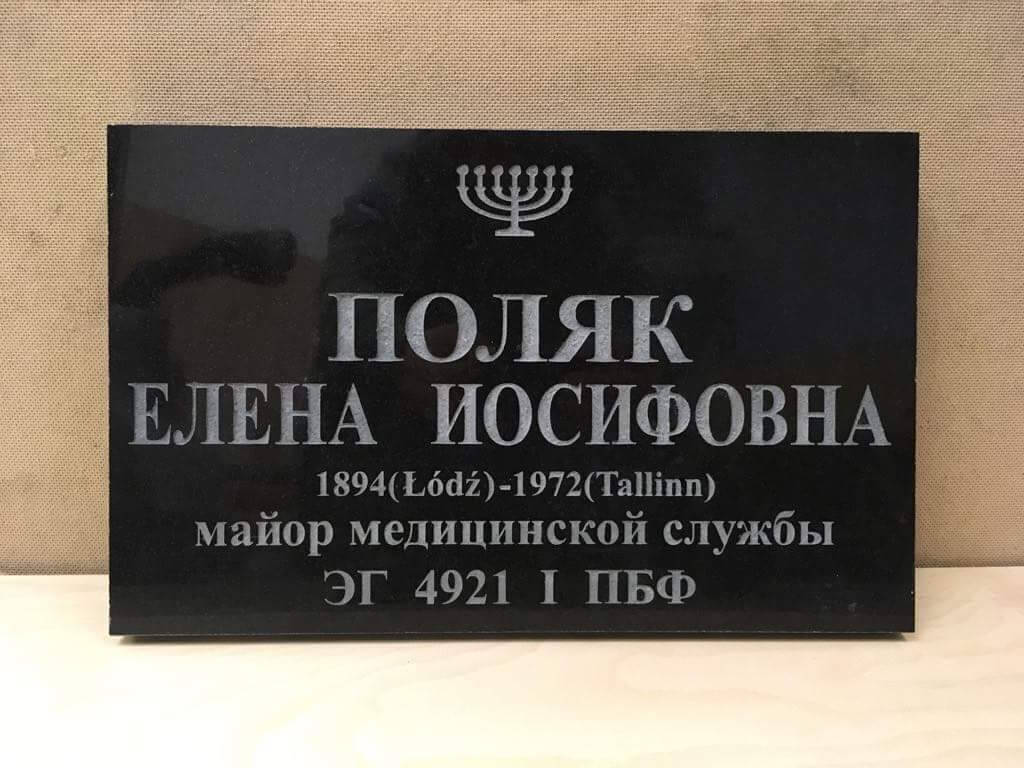 ПОЛЯК
ЕЛЕНА ИОСИФОВНА
1894(Łódź)-1972(Tallinn)
майор медицинской службы
ЭГ 4921 I ПБФ